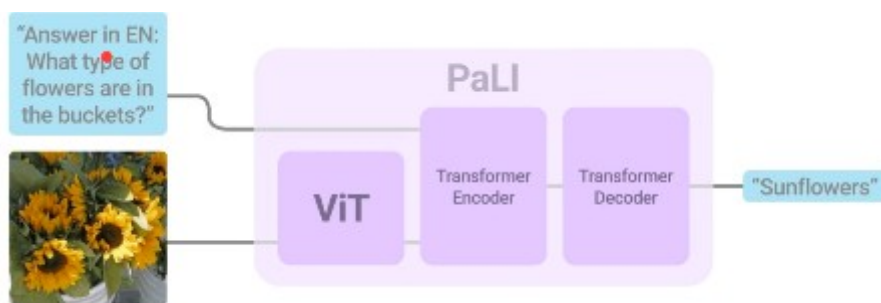 "Answer in EN:
What type of
flowers are in
the buckets?"
PaLI
ViT
Transformer
Encoder
Transformer
Decoder
"Sunflowers"